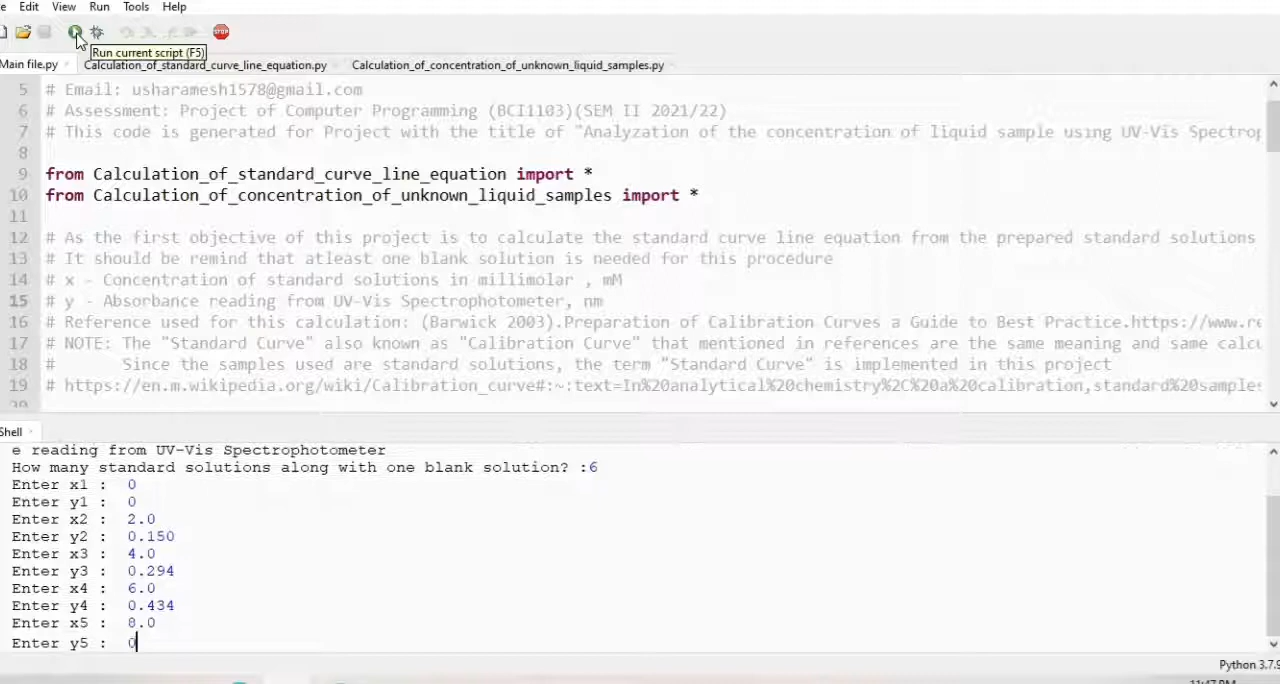 Edit View Run Tools Help
STOP
Run current script (F5)
Main file.py × Calculation_of_standard_curve_line_equation.py × Calculation_of_concentration_of_unknown_liquid_samples.py ×
5 # Email: usharamesh1578@gmail.com
6 # Assessment: Project of Computer Programming (BCI1103)(SEM II 2021/22)
7 # This code is generated for Project with the title of "Analyzation of the concentration of liquid sample using UV-Vis Spectrop
8
9 from Calculation_of_standard_curve_line_equation import *
10 from Calculation_of_concentration_of_unknown_liquid_samples import *
11
12 # As the first objective of this project is to calculate the standard curve line equation from the prepared standard solutions
13 # It should be remind that atleast one blank solution is needed for this procedure
14 # x - Concentration of standard solutions in millimolar , mM
15 # y - Absorbance reading from UV-Vis Spectrophotometer, nm
16 # Reference used for this calculation: (Barwick 2003).Preparation of Calibration Curves a Guide to Best Practice.https://www.re
17 # NOTE: The "Standard Curve" also known as "Calibration Curve" that mentioned in references are the same meaning and same calcu
18 # Since the samples used are standard solutions, the term "Standard Curve" is implemented in this project
19 # https://en.m.wikipedia.org/wiki/Calibration_curve#:~:text=In%20analytical%20chemistry%2C%20a%20calibration,standard%20sample
20
Shell ×
e reading from UV-Vis Spectrophotometer
How many standard solutions along with one blank solution? :6
Enter x1 : 0
Enter y1 : 0
Enter x2 : 2.0
Enter y2 : 0.150
Enter x3 : 4.0
Enter y3 : 0.294
Enter x4 : 6.0
Enter y4 : 0.434
Enter x5 : 8.0
Enter y5 : 0
Python 3.7.9
11:47 PM